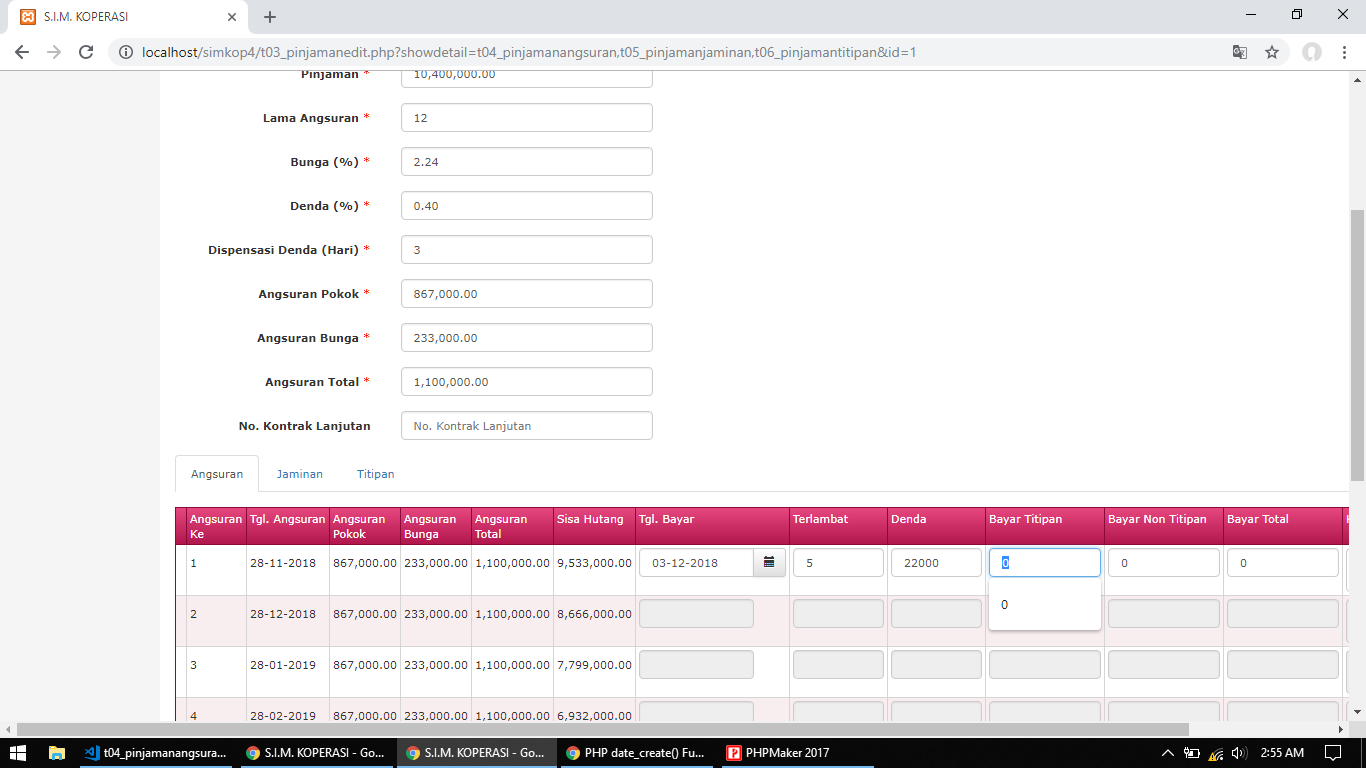 S.I.M. KOPERASI
localhost/simkop4/t03_pinjamanedit.php?showdetail=t04_pinjamanangsuran,t05_pinjamanjaminan,t06_pinjamantitipan&id=1
Pinjaman * 10,400,000.00
Lama Angsuran * 12
Bunga (%) * 2.24
Denda (%) * 0.40
Dispensasi Denda (Hari) * 3
Angsuran Pokok * 867,000.00
Angsuran Bunga * 233,000.00
Angsuran Total * 1,100,000.00
No. Kontrak Lanjutan No. Kontrak Lanjutan
Angsuran Jaminan Titipan
Angsuran Ke Tgl. Angsuran Angsuran Pokok Angsuran Bunga Angsuran Total Sisa Hutang Tgl. Bayar Terlambat Denda Bayar Titipan Bayar Non Titipan Bayar Total
1 28-11-2018 867,000.00 233,000.00 1,100,000.00 9,533,000.00 03-12-2018 5 22000 0 0 0
0
2 28-12-2018 867,000.00 233,000.00 1,100,000.00 8,666,000.00
3 28-01-2019 867,000.00 233,000.00 1,100,000.00 7,799,000.00
4 28-02-2019 867,000.00 233,000.00 1,100,000.00 6,932,000.00
t04_pinjamanangsura... S.I.M. KOPERASI - Go... S.I.M. KOPERASI - Go... PHP date_create() Fu... PHPMaker 2017 2:55 AM